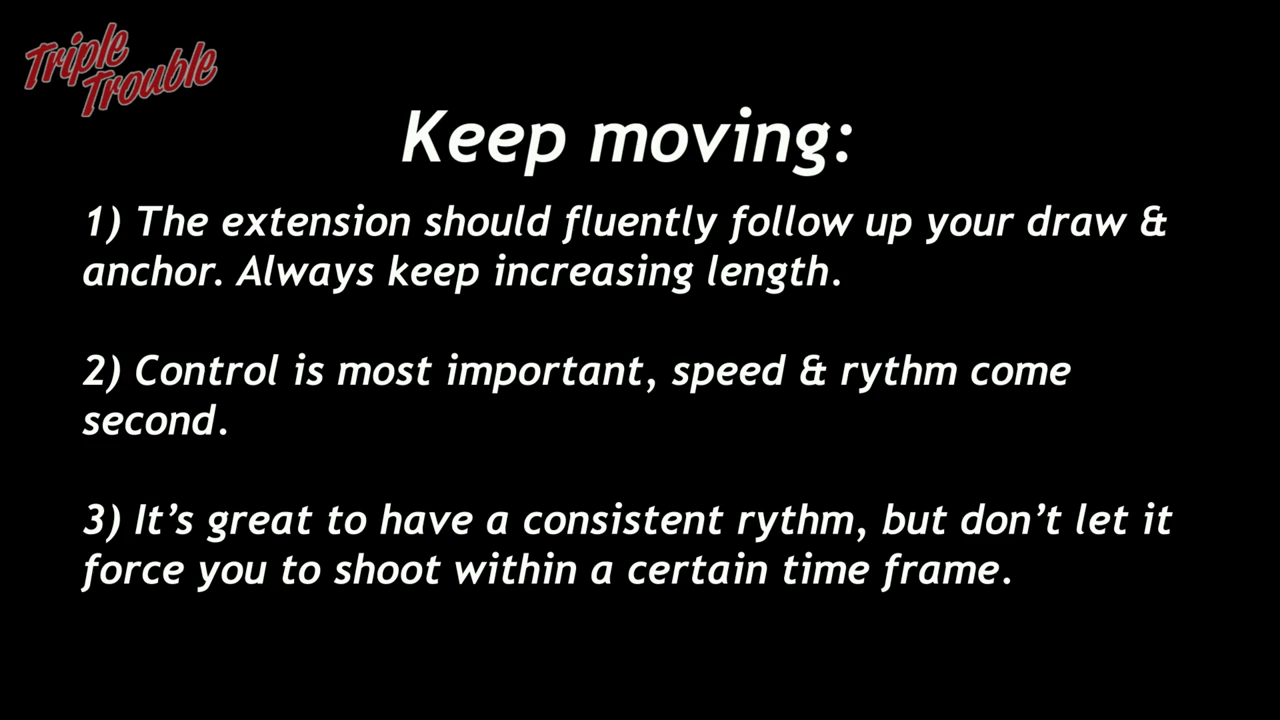 Triple
Trouble
Keep moving:
1) The extension should fluently follow up your draw &
anchor. Always keep increasing length.
2) Control is most important, speed & rythm come
second.
3) It’s great to have a consistent rythm, but don’t let it
force you to shoot within a certain time frame.